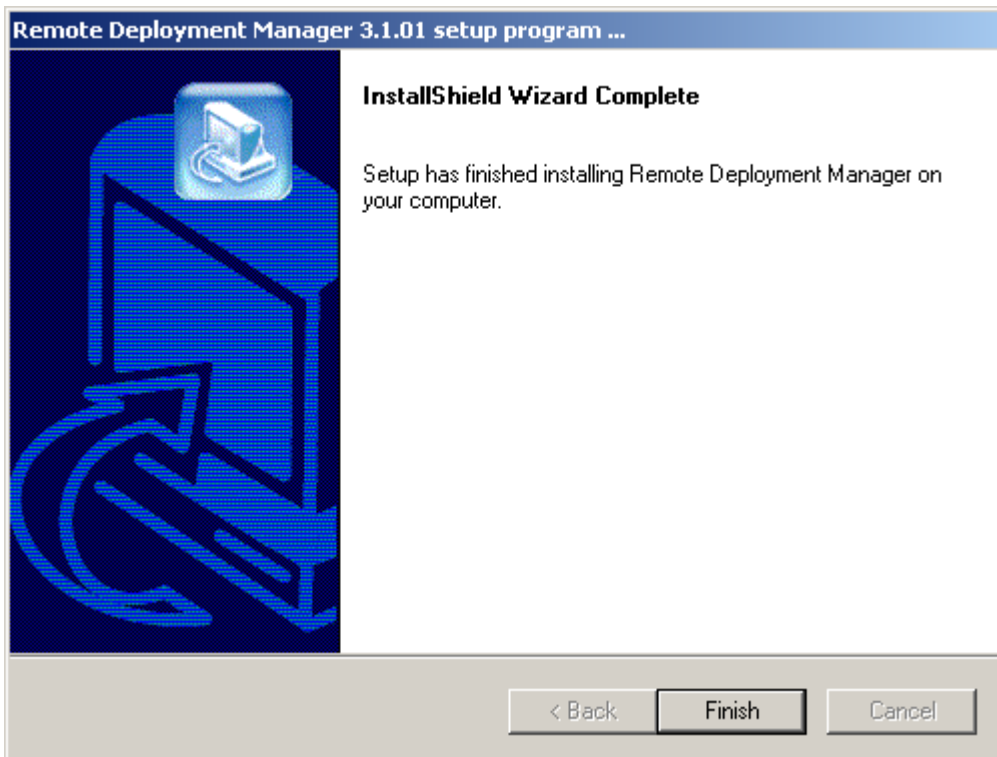 Remote Deployment Manager 3.1.01 setup program ...
InstallShield Wizard Complete
Setup has finished installing Remote Deployment Manager on
your computer.
< Back
Finish
Cancel